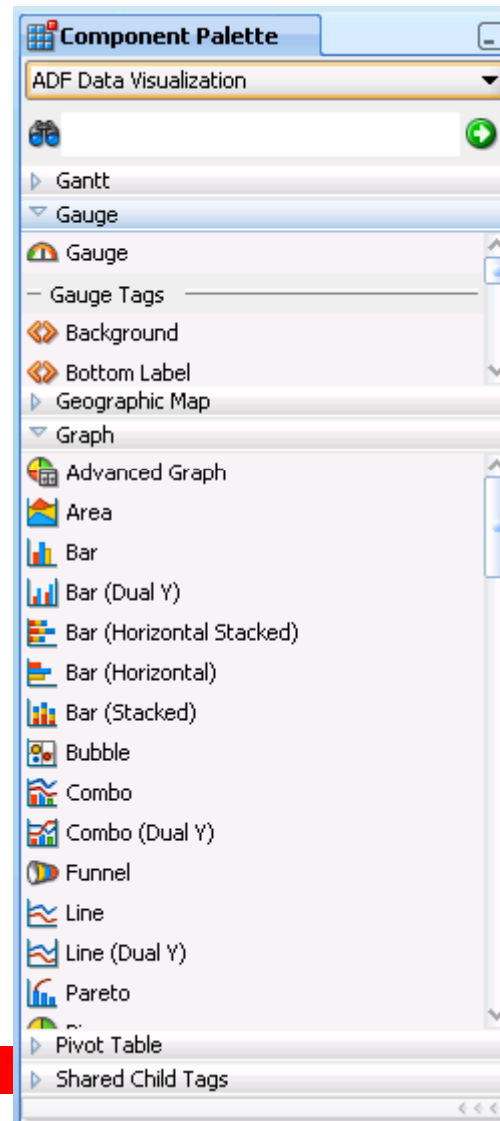 Component Palette
ADF Data Visualization
Gantt
Gauge
Gauge
Gauge Tags
Background
Bottom Label
Geographic Map
Graph
Advanced Graph
Area
Bar
Bar (Dual Y)
Bar (Horizontal Stacked)
Bar (Horizontal)
Bar (Stacked)
Bubble
Combo
Combo (Dual Y)
Funnel
Line
Line (Dual Y)
Pareto
Pivot Table
Shared Child Tags